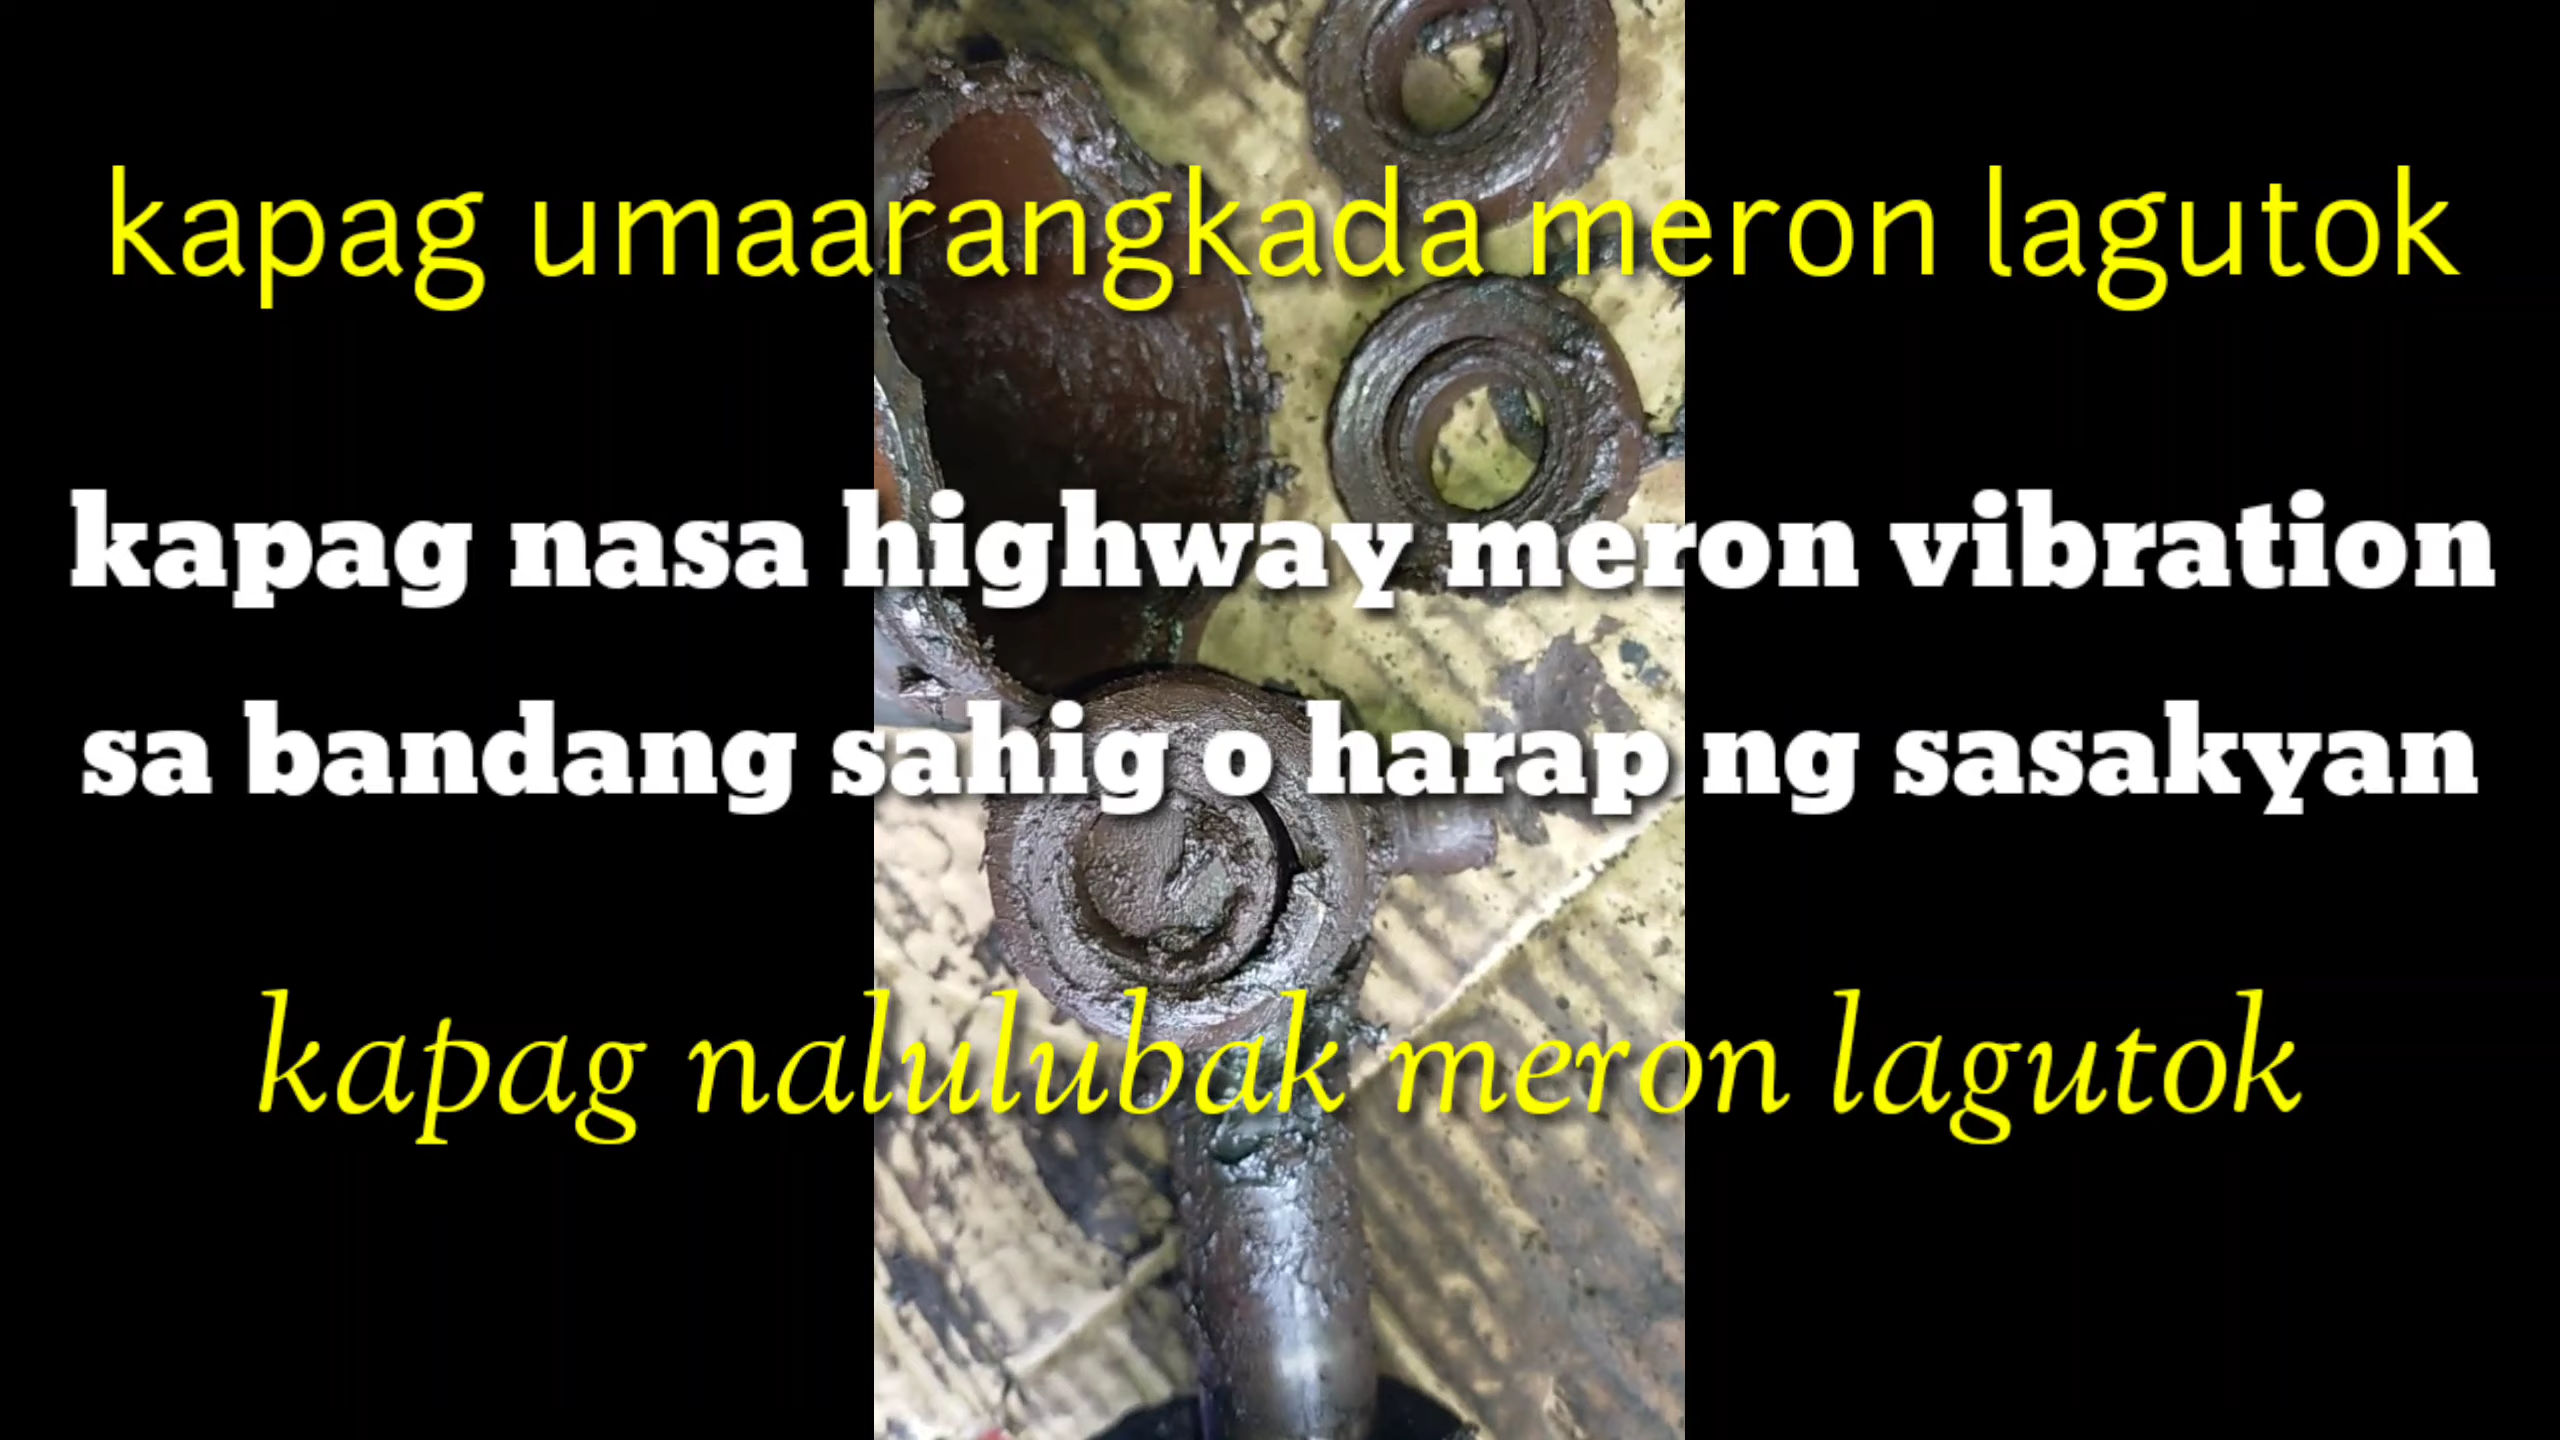 kapag umaarangkada meron lagutok
kapag nasa highway meron vibration
sa bandang sahig o harap ng sasakyan
kapag nalulubak meron lagutok